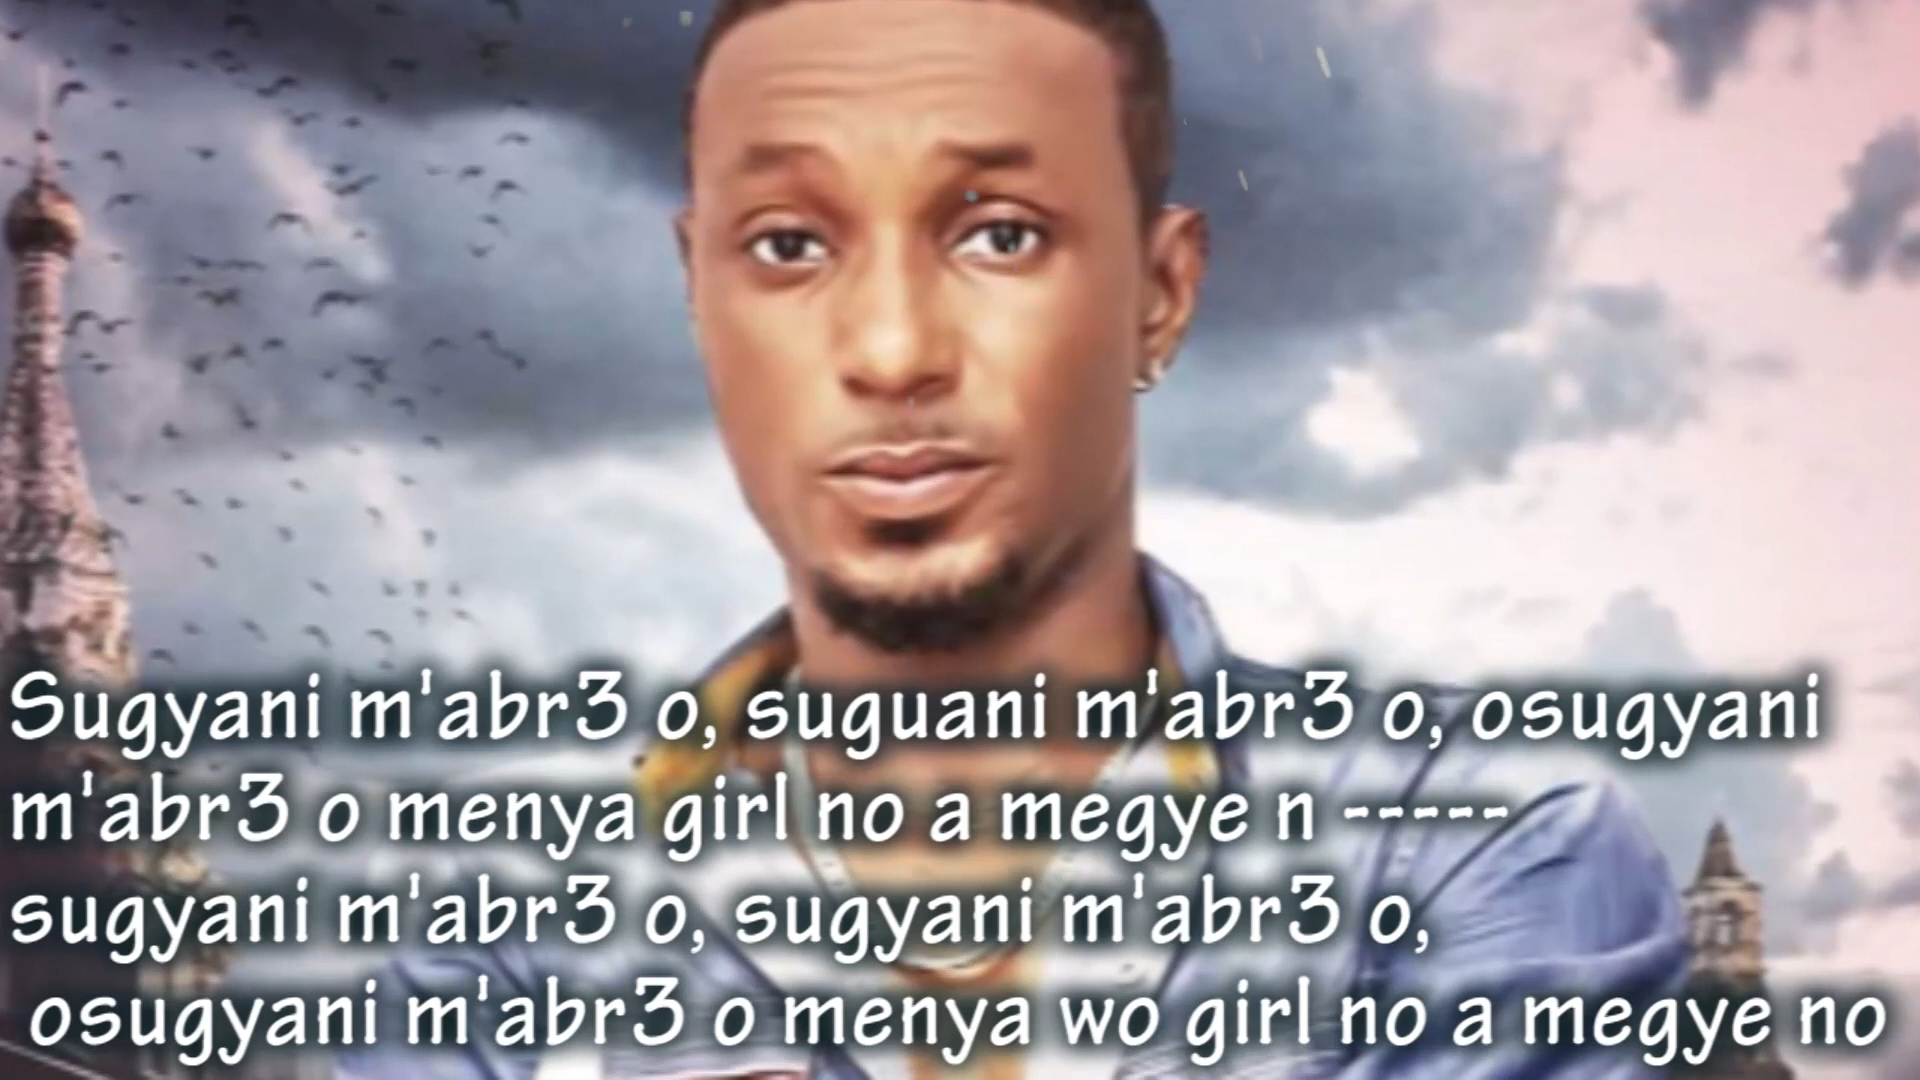 Sugyani m'abr3 o, suguani m'abr3 o, osugyani
m'abr3 o menya girl no a megye n -----
sugyani m'abr3 o, sugyani m'abr3 o,
osugyani m'abr3 o menya wo girl no a megye no